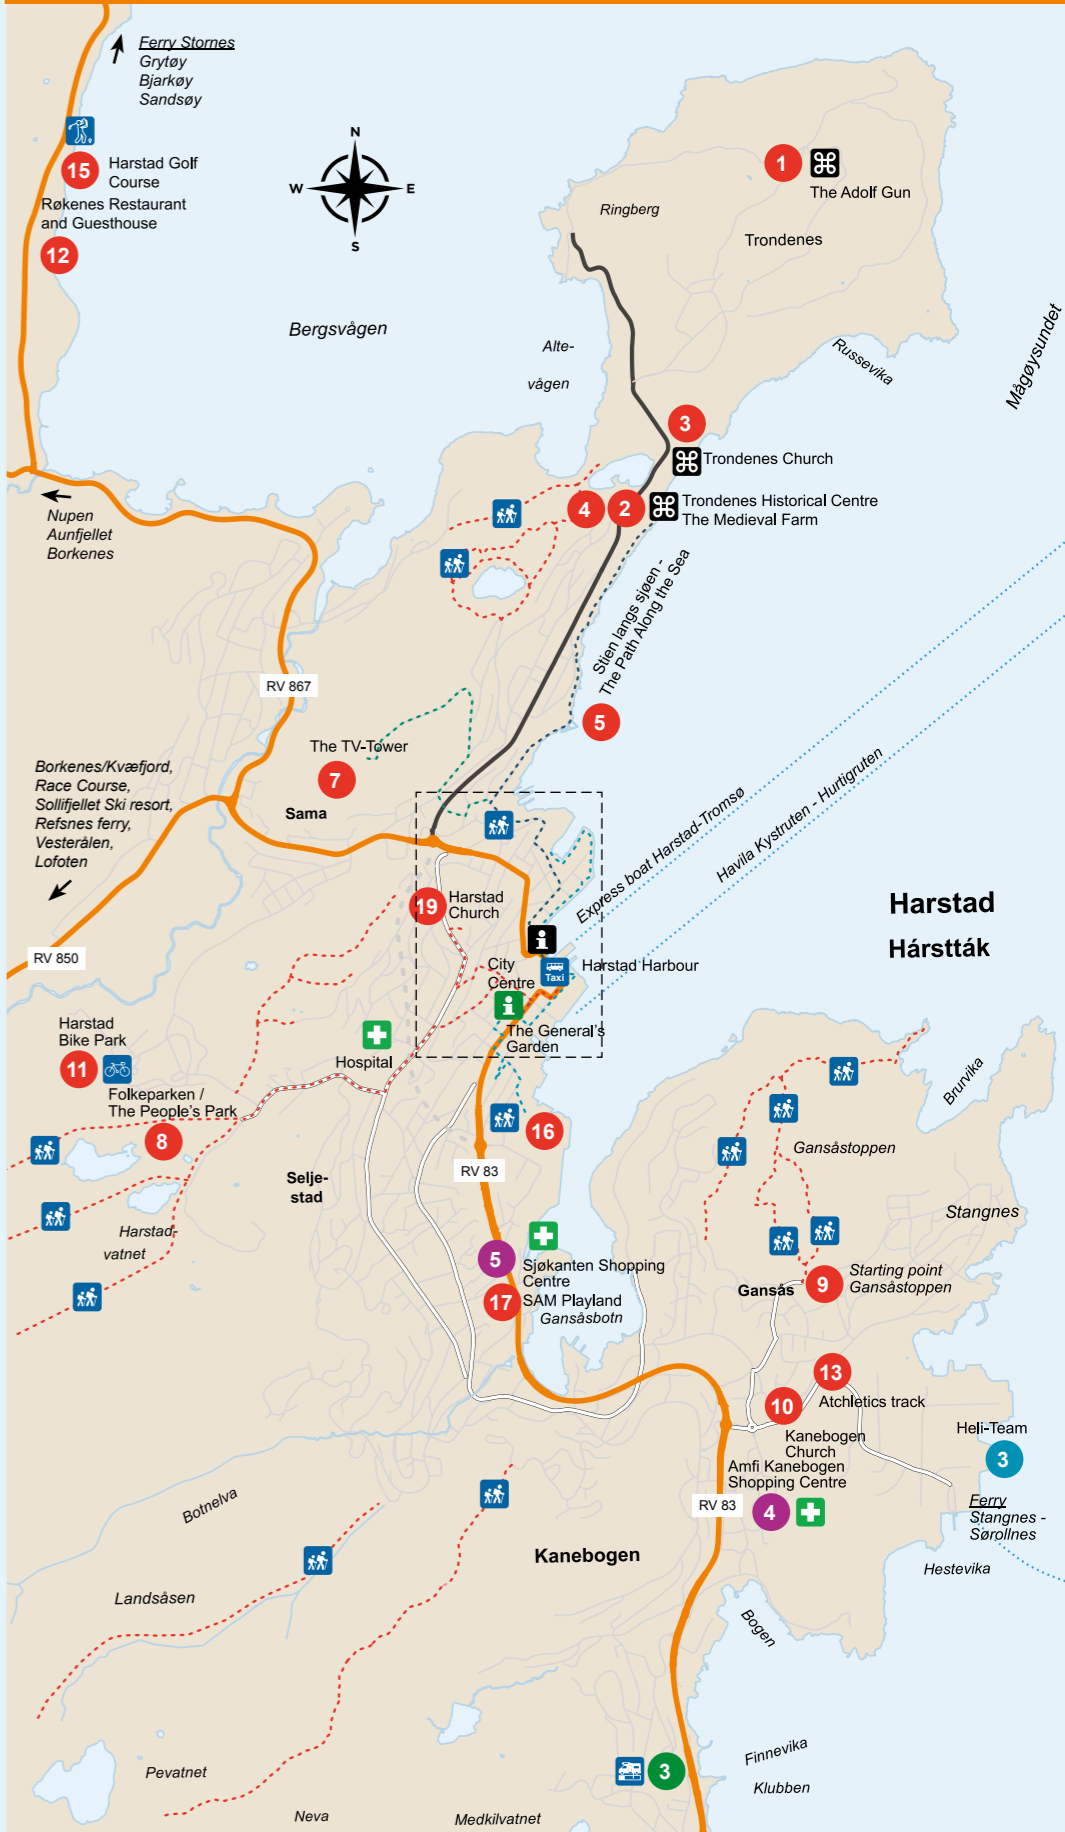 Ferry Stornes
Grytøy
Bjarkøy
Sandsøy
15
Harstad Golf
Course
Røkenes Restaurant
and Guesthouse
12
N
W
E
S
1
The Adolf Gun
Ringberg
Trondenes
Bergsvågen
Alte-
vågen
Russevika
Mågøysundet
3
Trondenes Church
4
2
Trondenes Historical Centre
The Medieval Farm
Nupen
Aunfjellet
Borkenes
Stien langs sjøen -
The Path Along the Sea
5
RV 867
The TV-Tower
7
Sama
Borkenes/Kvæfjord,
Race Course,
Sollifjellet Ski resort,
Refsnes ferry,
Vesterålen,
Lofoten
RV 850
Express boat Harstad-Tromsø
Havila Kystruten - Hurtigruten
Harstad
Hárstták
19
Harstad
Church
i
City
Centre
Taxi
Harstad Harbour
i
The General's
Garden
Hospital
Harstad
Bike Park
11
Folkeparken /
The People's Park
8
16
RV 83
Selje-
stad
Harstad-
vatnet
Brurvika
Gansåstoppen
Stangnes
5
Sjøkanten Shopping
Centre
17
SAM Playland
Gansåsbotn
Gansås
9
Starting point
Gansåstoppen
13
Atchletics track
10
Kanebogen
Church
Amfi Kanebogen
Shopping Centre
4
RV 83
Heli-Team
3
Ferry
Stangnes -
Sørollnes
Hestevika
Botnelva
Kanebogen
Landsåsen
Bogen
Finnevika
Klubben
3
Pevatnet
Neva
Medkilvatnet